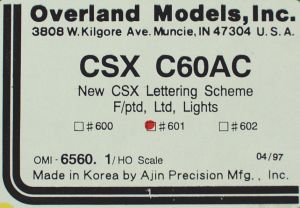 Overland Models, Inc.
3808 W. Kilgore Ave. Muncie, IN 47304 U. S. A.
CSX C60AC
New CSX Lettering Scheme
F/ptd, Ltd, Lights
#600 #601 #602
OMI - 6560. 1 / HO Scale 04/97
Made in Korea by Ajin Precision Mfg. , Inc.